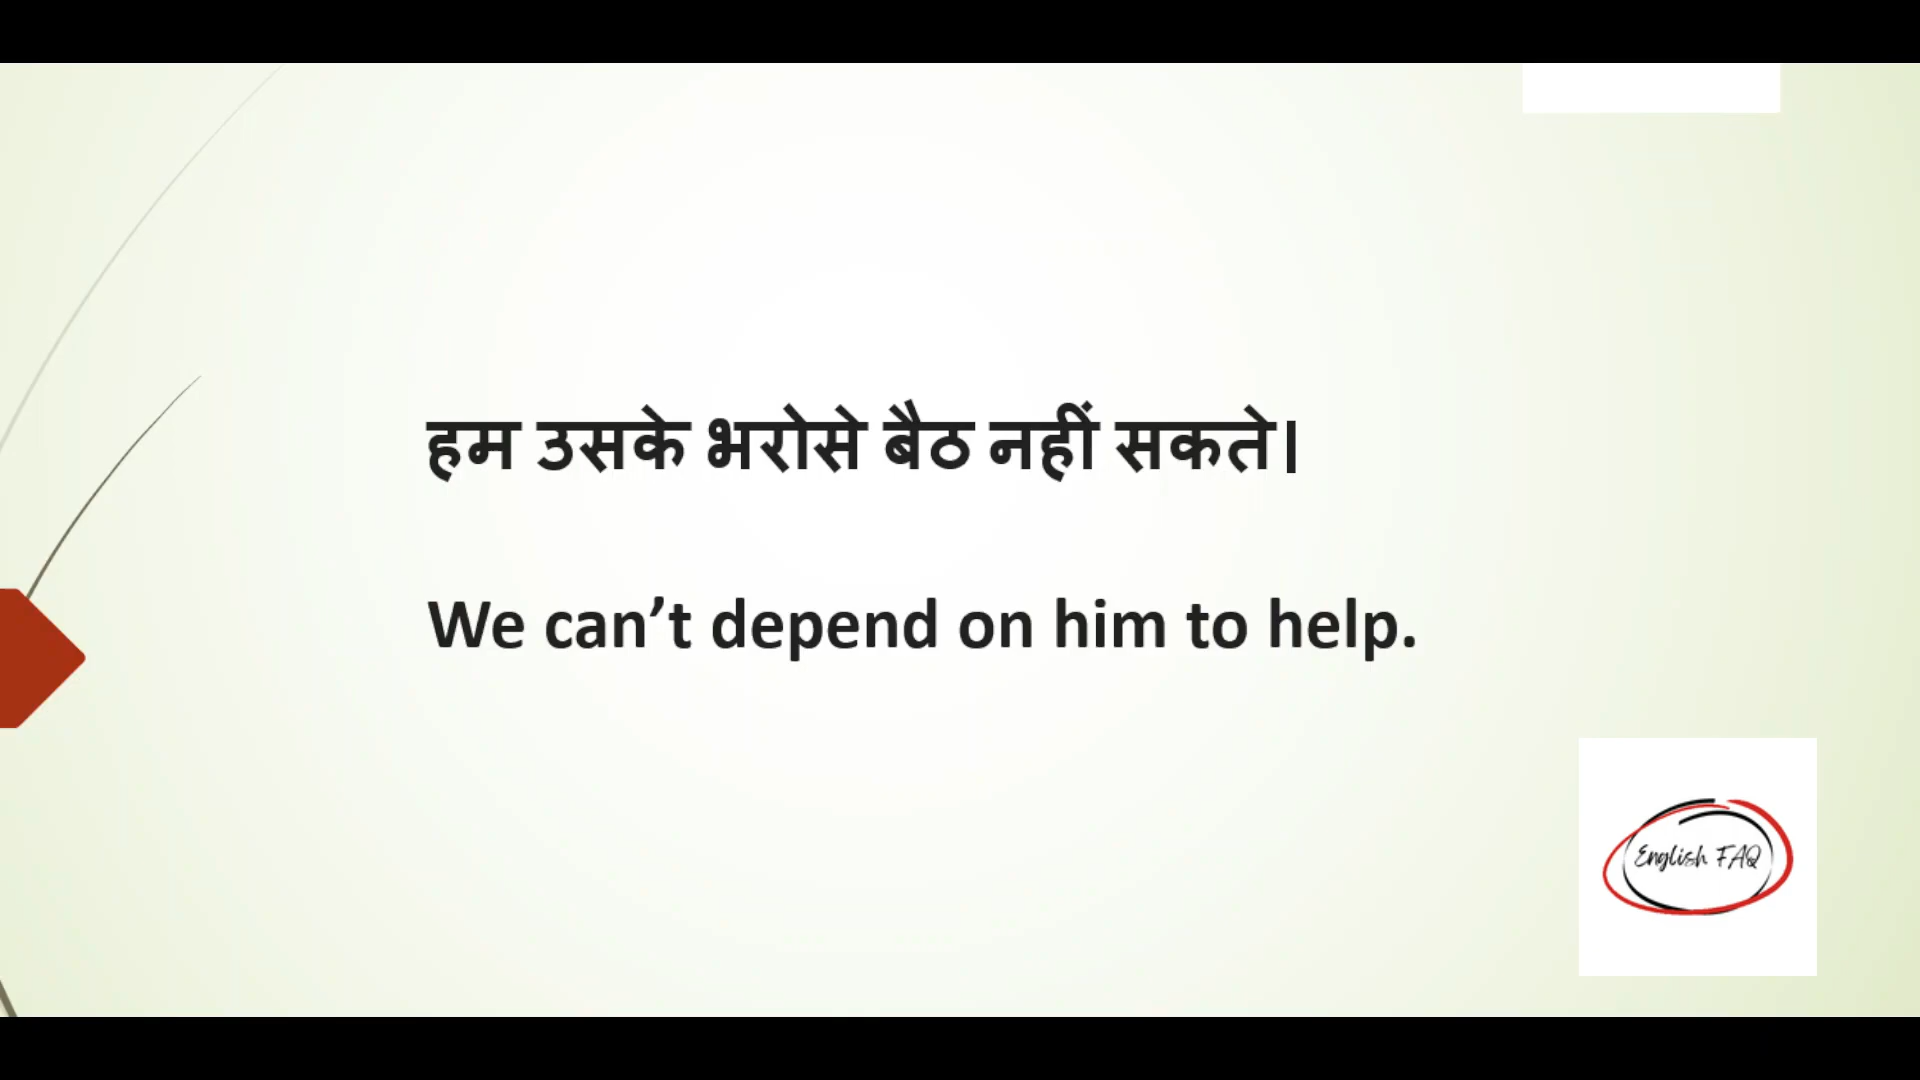 हम उसके भरोसे बैठ नहीं सकते।
We can’t depend on him to help.
English FAQ